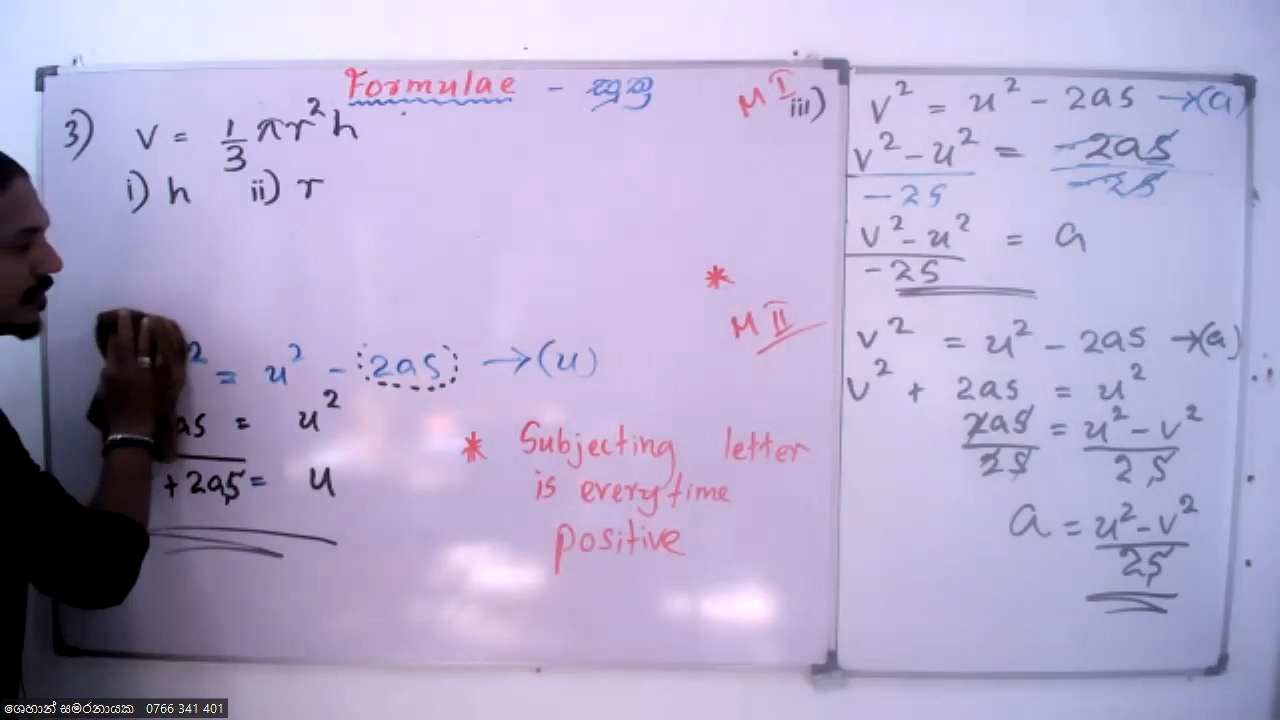 Formulae - සූත්‍ර
3) v = 1/3 πr²h
i) h ii) r
² = u² - 2as →(u)
as = u²
+ 2as = u
* Subjecting letter
is everytime
positive
M I iii)
v² = u² - 2as →(a)
v² - u² = -2as
-2s -2s
v² - u² = a
-2s
*
M II
v² = u² - 2as →(a)
v² + 2as = u²
2as = u² - v²
2s 2s
a = u² - v²
2s
0766 341 401